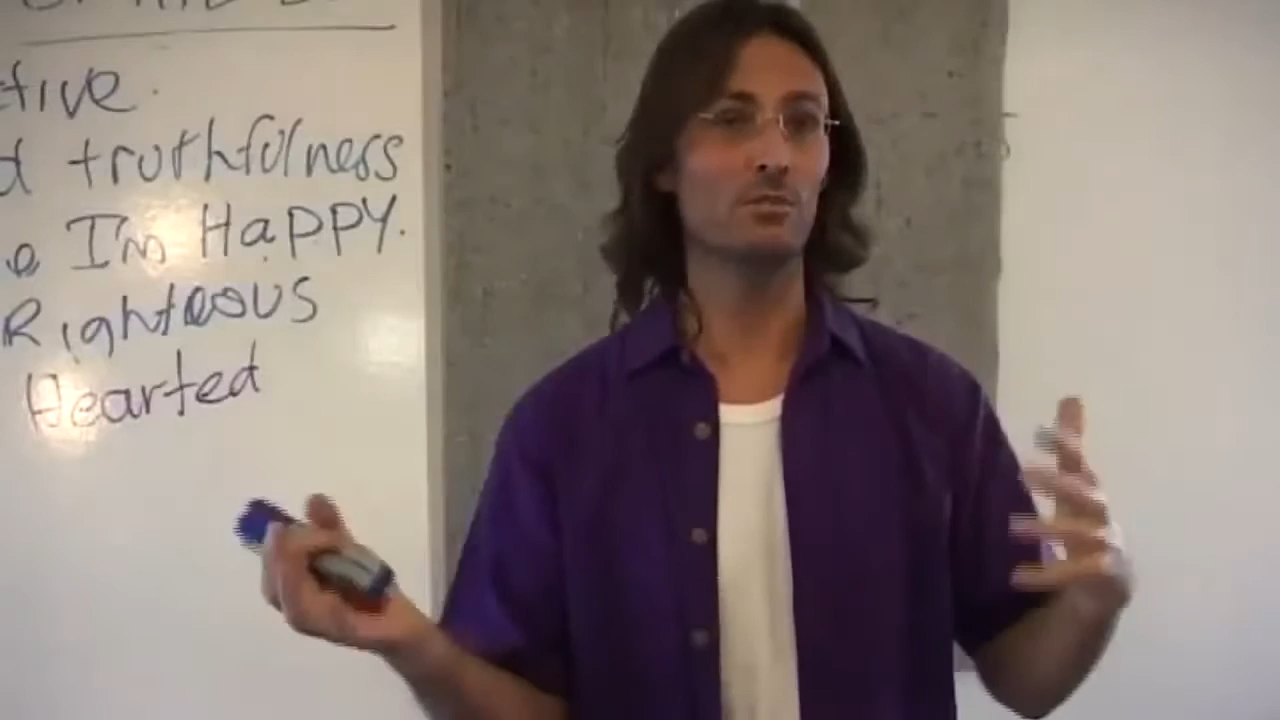 tive.
d truthfulness
e I'm HAPPY.
Righteous
Hearted